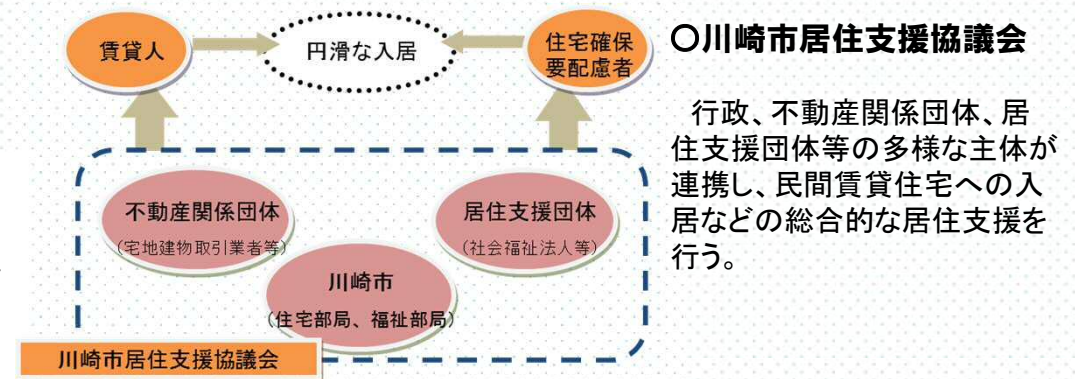 賃貸人
円滑な入居
住宅確保
要配慮者
不動産関係団体
(宅地建物取引業者等)
居住支援団体
(社会福祉法人等)
川崎市
(住宅部局、福祉部局)
川崎市居住支援協議会
〇川崎市居住支援協議会
行政、不動産関係団体、居
住支援団体等の多様な主体が
連携し、民間賃貸住宅への入
居などの総合的な居住支援を
行う。